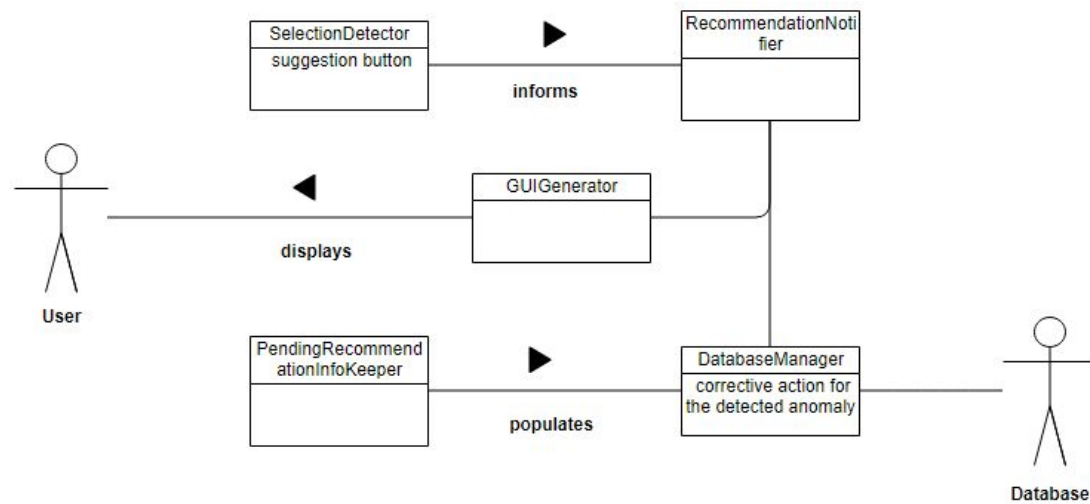 SelectionDetector
suggestion button
informs
RecommendationNoti
fier
GUIGenerator
displays
User
PendingRecommend
ationInfoKeeper
populates
DatabaseManager
corrective action for
the detected anomaly
Database